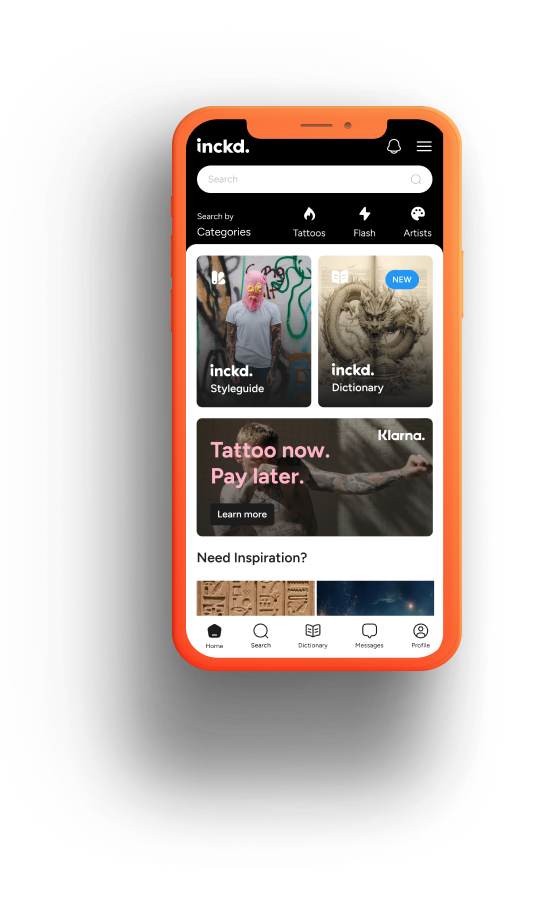 inckd.
Search
Search by
Categories
Tattoos
Flash
Artists
inckd.
Styleguide
NEW
inckd.
Dictionary
Klarna.
Tattoo now.
Pay later.
Learn more
Need Inspiration?
Home
Search
Dictionary
Messages
Profile